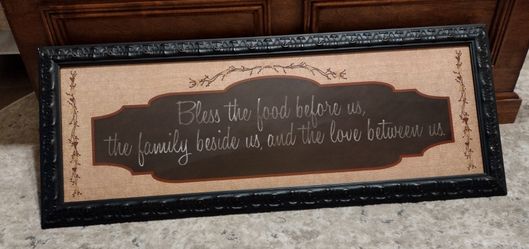 Bless the food before us,
the family beside us, and the love between us.